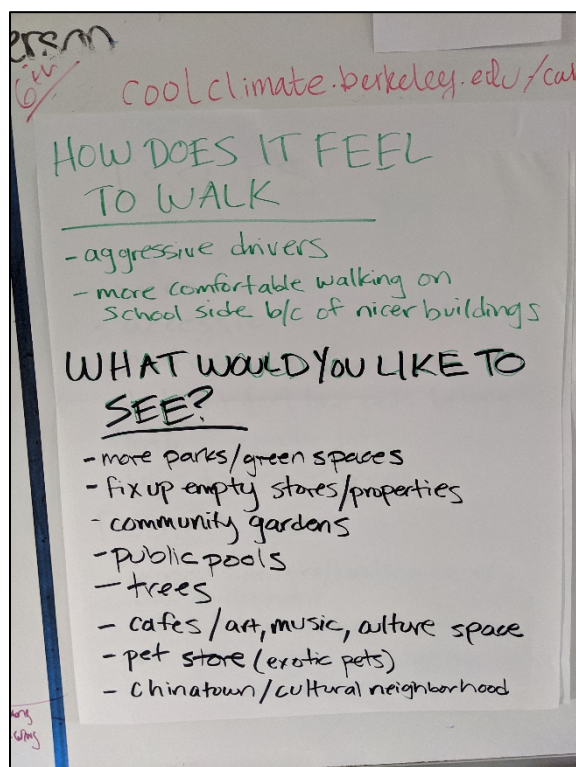 erson
coolclimate.berkeley.edu/cal
HOW DOES IT FEEL
TO WALK
- aggressive drivers
- more comfortable walking on
school side b/c of nicer buildings
WHAT WOULD YOU LIKE TO
SEE?
- more parks/green spaces
- fix up empty stores/properties
- community gardens
- public pools
- trees
- cafes/art, music, culture space
- pet store (exotic pets)
- Chinatown/cultural neighborhood